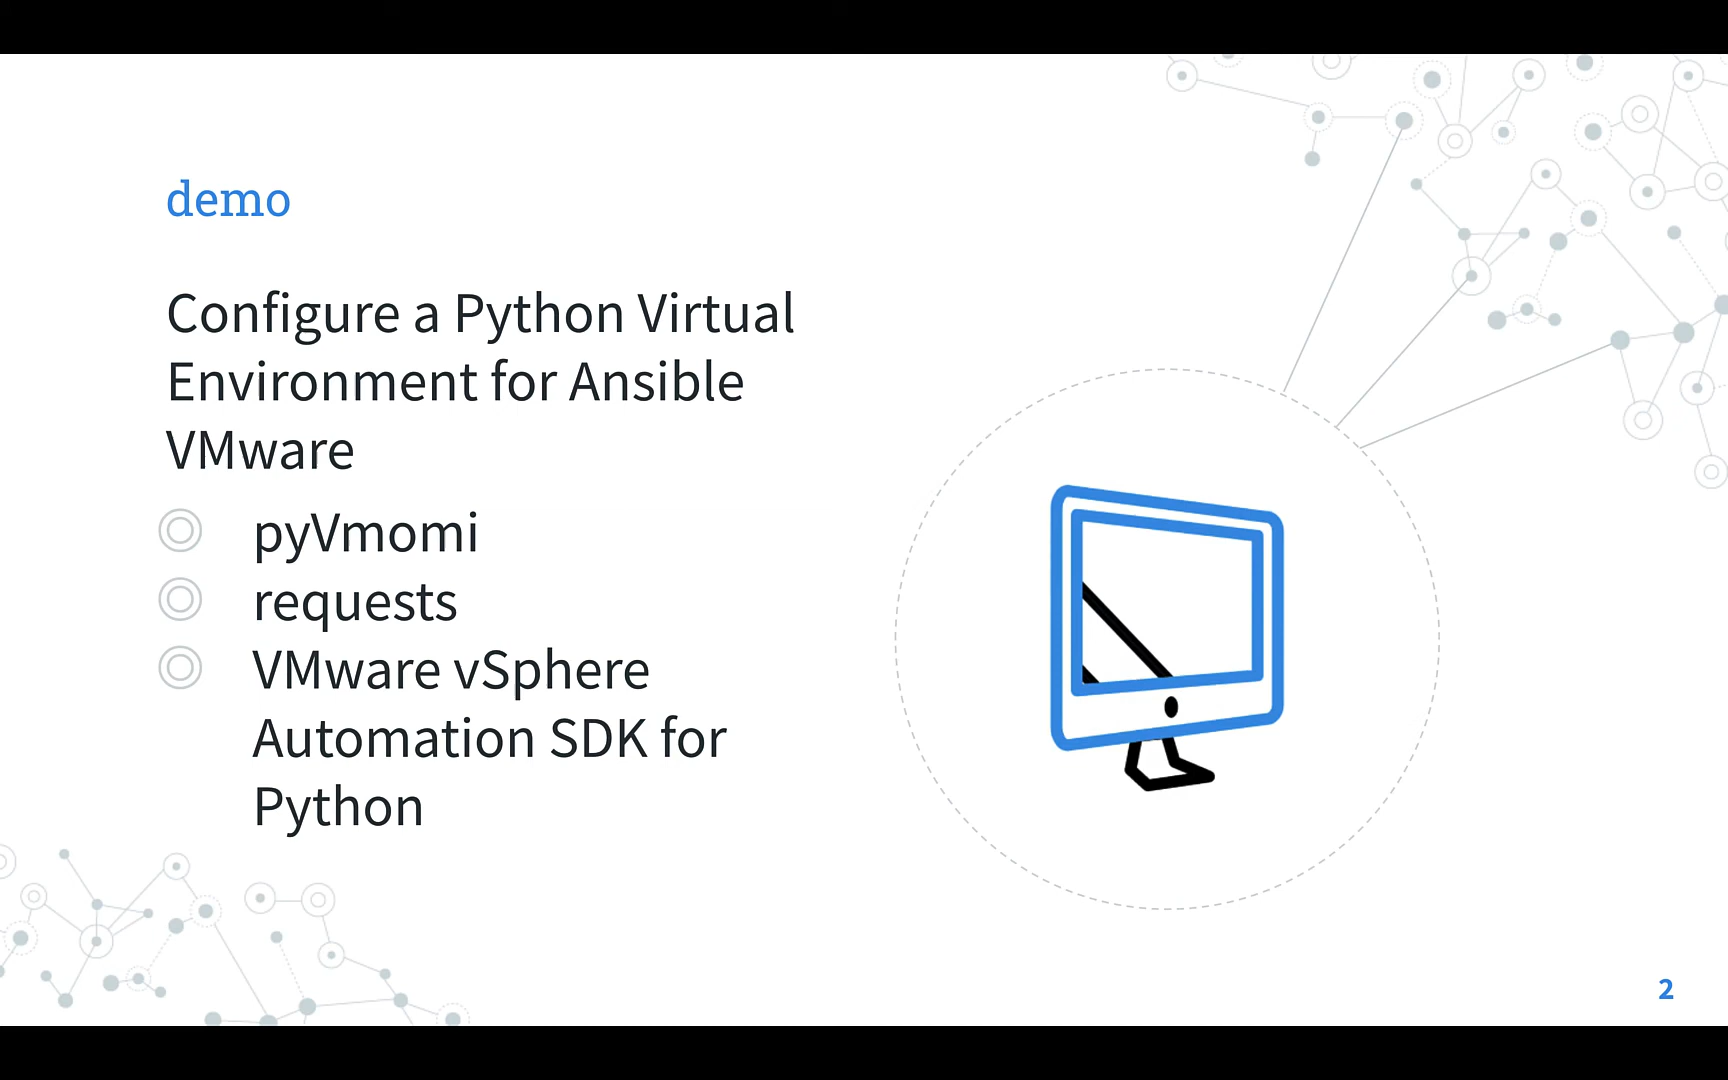 demo
Configure a Python Virtual
Environment for Ansible
VMware
pyVmomi
requests
VMware vSphere
Automation SDK for
Python
2